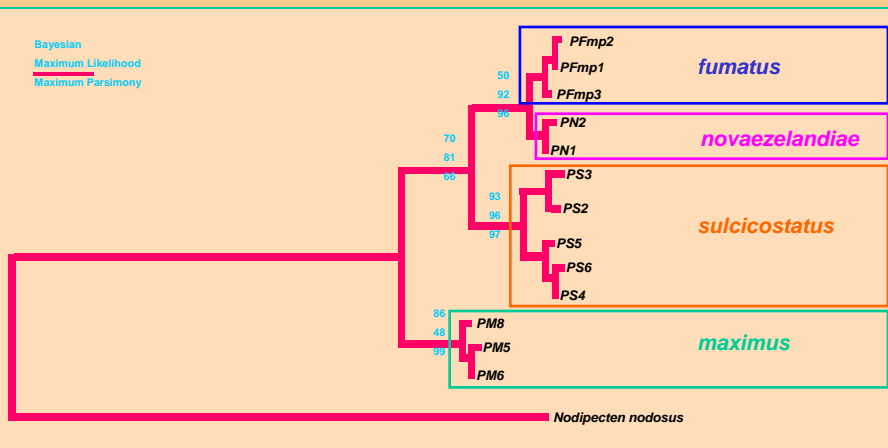 Bayesian
Maximum Likelihood
Maximum Parsimony
PFmp2
PFmp1
PFmp3
fumatus
50
92
96
PN2
PN1
novaezelandiae
70
81
66
PS3
PS2
PS5
PS6
PS4
sulcicostatus
93
96
97
PM8
PM5
PM6
maximus
86
48
99
Nodipecten nodosus